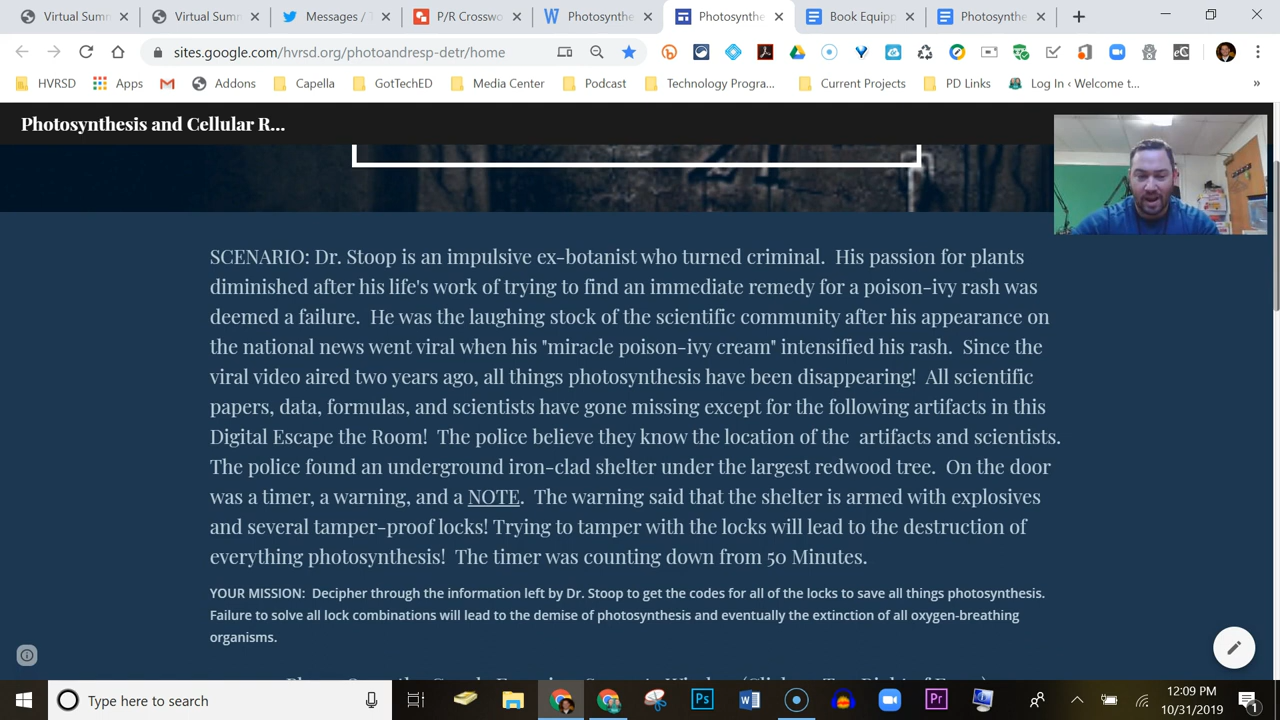 Virtual Sum
Virtual Sum
Messages / T
P/R Crosswo
Photosynthe
Photosynthe
Book Equipp
Photosynthe
sites.google.com/hvrsd.org/photoandresp-detr/home
HVRSD
Apps
Addons
Capella
GotTechED
Media Center
Podcast
Technology Progra...
Current Projects
PD Links
Log In ‹ Welcome t...
»
Photosynthesis and Cellular R...
SCENARIO: Dr. Stoop is an impulsive ex-botanist who turned criminal. His passion for plants
diminished after his life's work of trying to find an immediate remedy for a poison-ivy rash was
deemed a failure. He was the laughing stock of the scientific community after his appearance on
the national news went viral when his "miracle poison-ivy cream" intensified his rash. Since the
viral video aired two years ago, all things photosynthesis have been disappearing! All scientific
papers, data, formulas, and scientists have gone missing except for the following artifacts in this
Digital Escape the Room! The police believe they know the location of the artifacts and scientists.
The police found an underground iron-clad shelter under the largest redwood tree. On the door
was a timer, a warning, and a NOTE. The warning said that the shelter is armed with explosives
and several tamper-proof locks! Trying to tamper with the locks will lead to the destruction of
everything photosynthesis! The timer was counting down from 50 Minutes.
YOUR MISSION: Decipher through the information left by Dr. Stoop to get the codes for all of the locks to save all things photosynthesis.
Failure to solve all lock combinations will lead to the demise of photosynthesis and eventually the extinction of all oxygen-breathing
organisms.
Type here to search
12:09 PM
10/31/2019